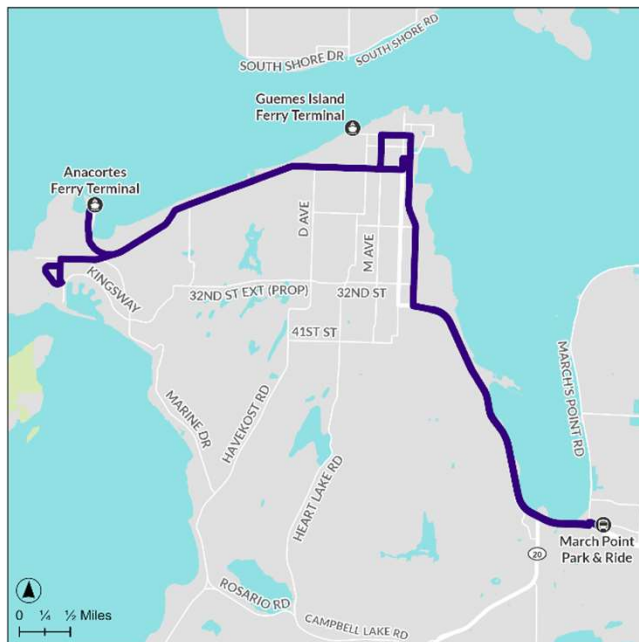 SOUTH SHORE RD
SOUTH SHORE DR
Guemes Island
Ferry Terminal
Anacortes
Ferry Terminal
D AVE
M AVE
KINGSWAY
32ND ST EXT (PROP)
32ND ST
41ST ST
MARCH'S POINT RD
MARINE DR
HAVEKOST RD
HEART LAKE RD
March Point
Park & Ride
20
ROSARIO RD
CAMPBELL LAKE RD
0 ¼ ½ Miles